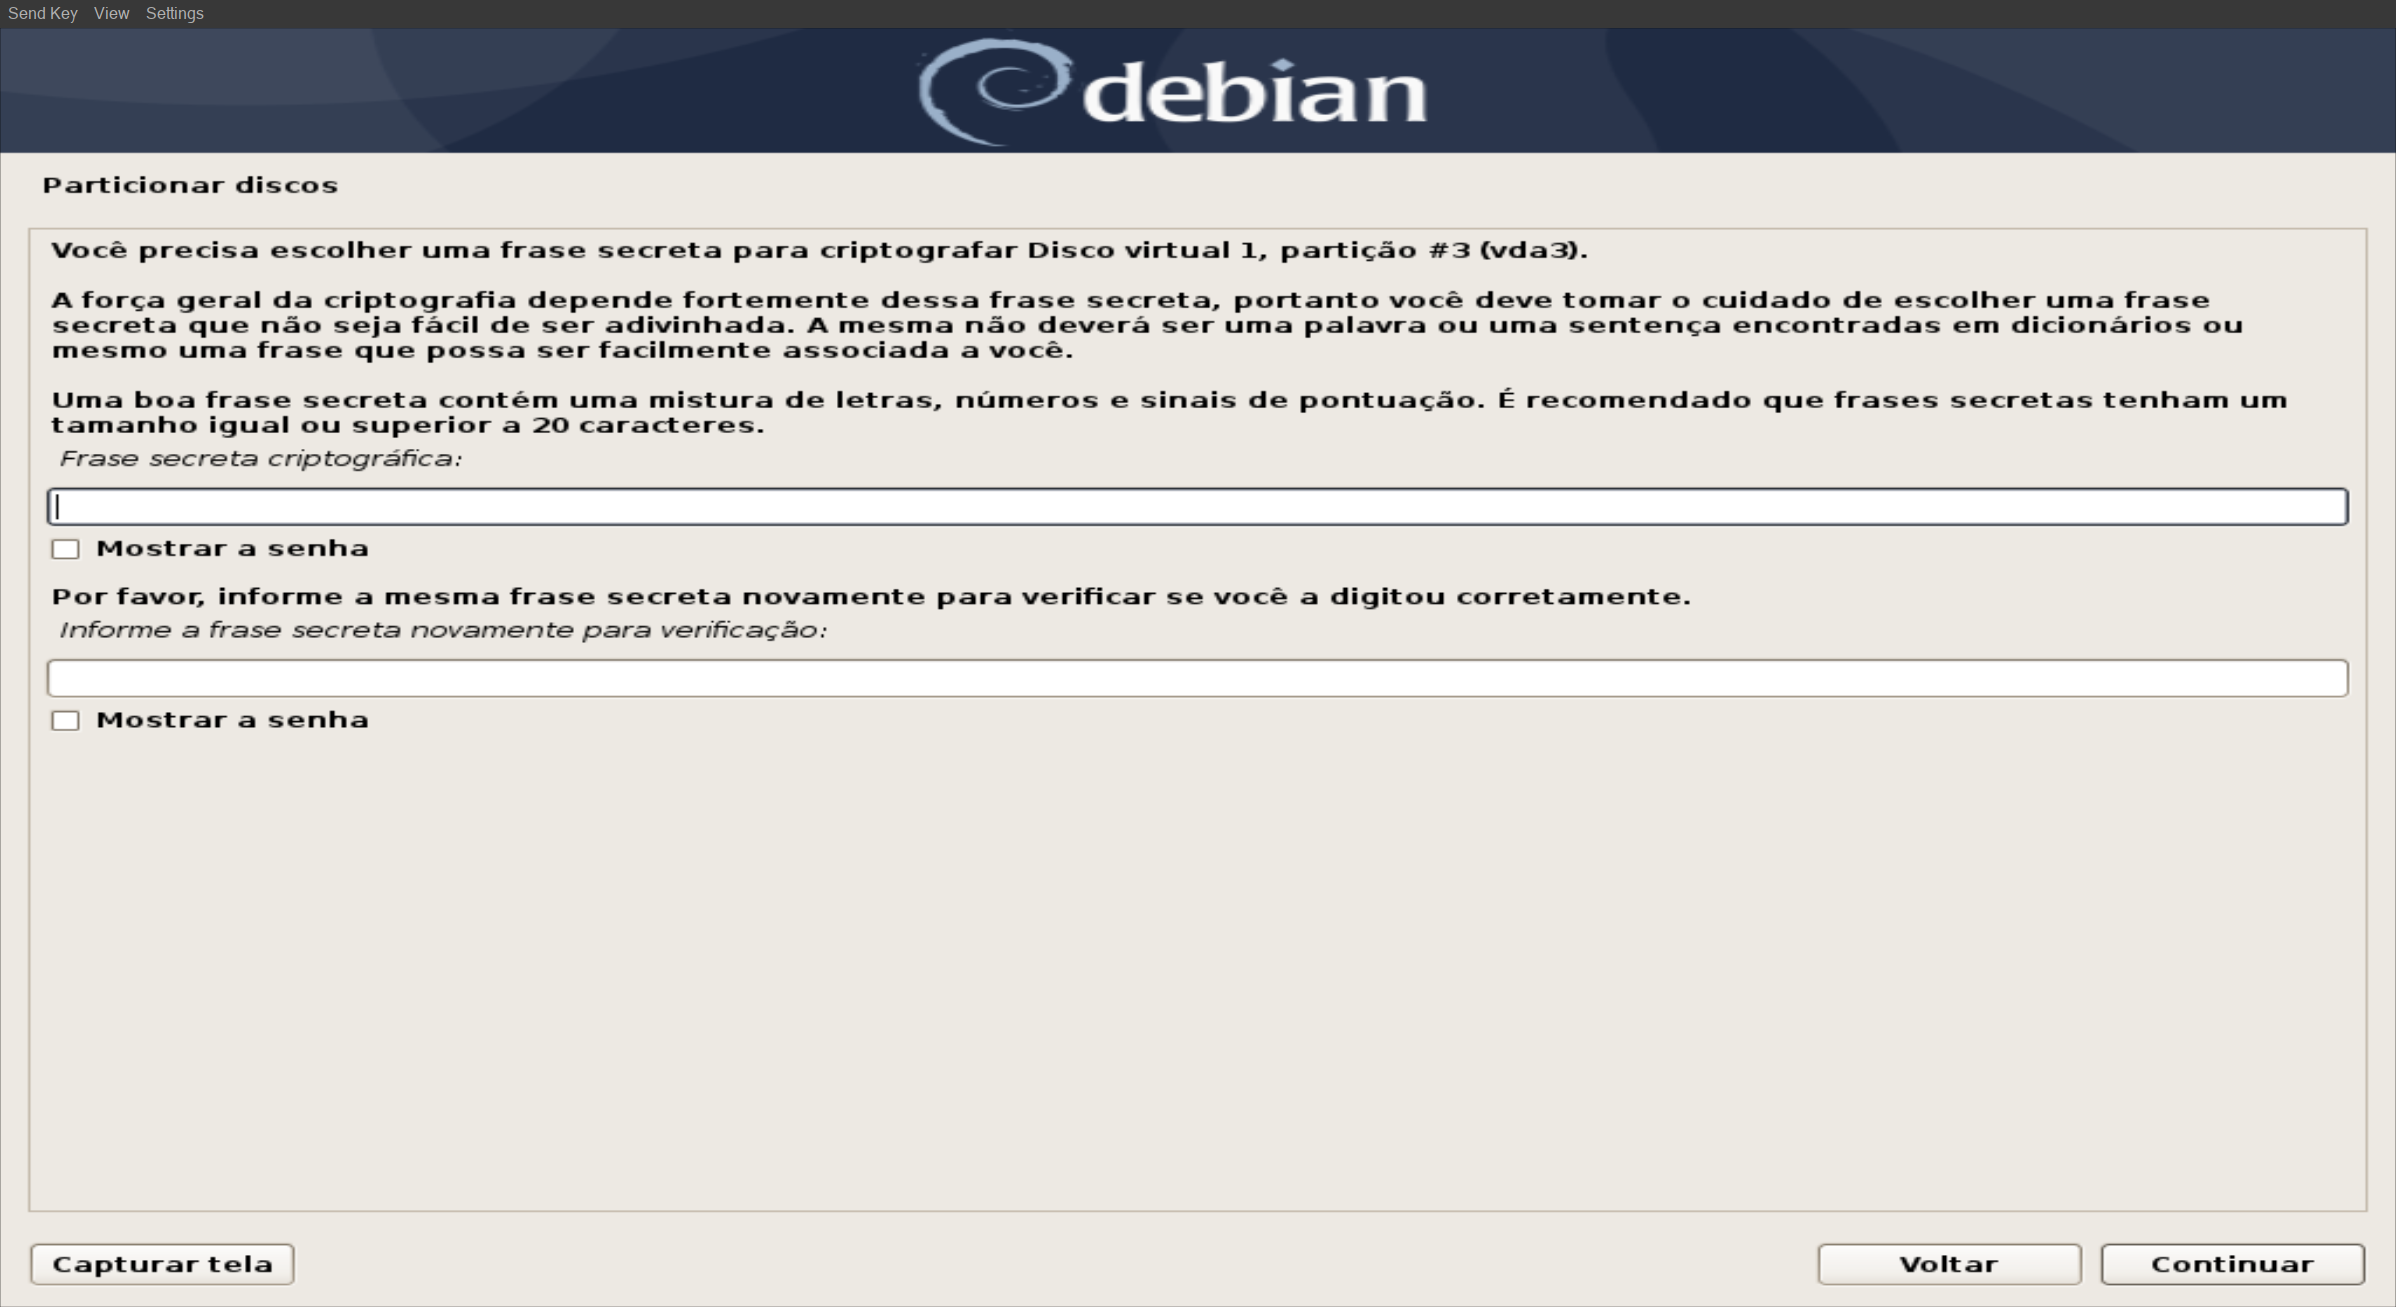 Send Key View Settings
debian
Particionar discos
Você precisa escolher uma frase secreta para criptografar Disco virtual 1, partição #3 (vda3).
A força geral da criptografia depende fortemente dessa frase secreta, portanto você deve tomar o cuidado de escolher uma frase
secreta que não seja fácil de ser adivinhada. A mesma não deverá ser uma palavra ou uma sentença encontradas em dicionários ou
mesmo uma frase que possa ser facilmente associada a você.
Uma boa frase secreta contém uma mistura de letras, números e sinais de pontuação. É recomendado que frases secretas tenham um
tamanho igual ou superior a 20 caracteres.
Frase secreta criptográfica:
Mostrar a senha
Por favor, informe a mesma frase secreta novamente para verificar se você a digitou corretamente.
Informe a frase secreta novamente para verificação:
Mostrar a senha
Capturar tela Voltar Continuar